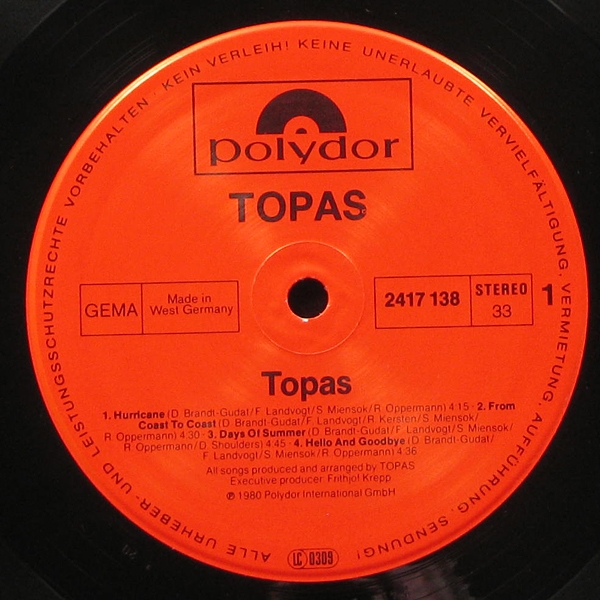 ALLE URHEBER- UND LEISTUNGSSCHUTZRECHTE VORBEHALTEN · KEIN VERLEIH! KEINE UNERLAUBTE VERVIELFÄLTIGUNG, VERMIETUNG, AUFFÜHRUNG, SENDUNG!
polydor
TOPAS
GEMA
Made in
West Germany
2417 138
STEREO
33
1
Topas
1. Hurricane (D. Brandt-Gudat/F. Landvogt/S. Miensok/R. Oppermann) 4:15 - 2. From
Coast To Coast (D. Brandt-Gudat/F. Landvogt/R. Kersten/S. Miensok/
R. Oppermann) 4:30 - 3. Days Of Summer (D. Brandt-Gudat/F. Landvogt/S. Miensok/
R. Oppermann/D. Shoulders) 4:45 - 4. Hello And Goodbye (D. Brandt-Gudat/
F. Landvogt/S. Miensok/R. Oppermann) 4:36
All songs produced and arranged by TOPAS
Executive producer: Frithjof Krepp
℗ 1980 Polydor International GmbH
LC 0309